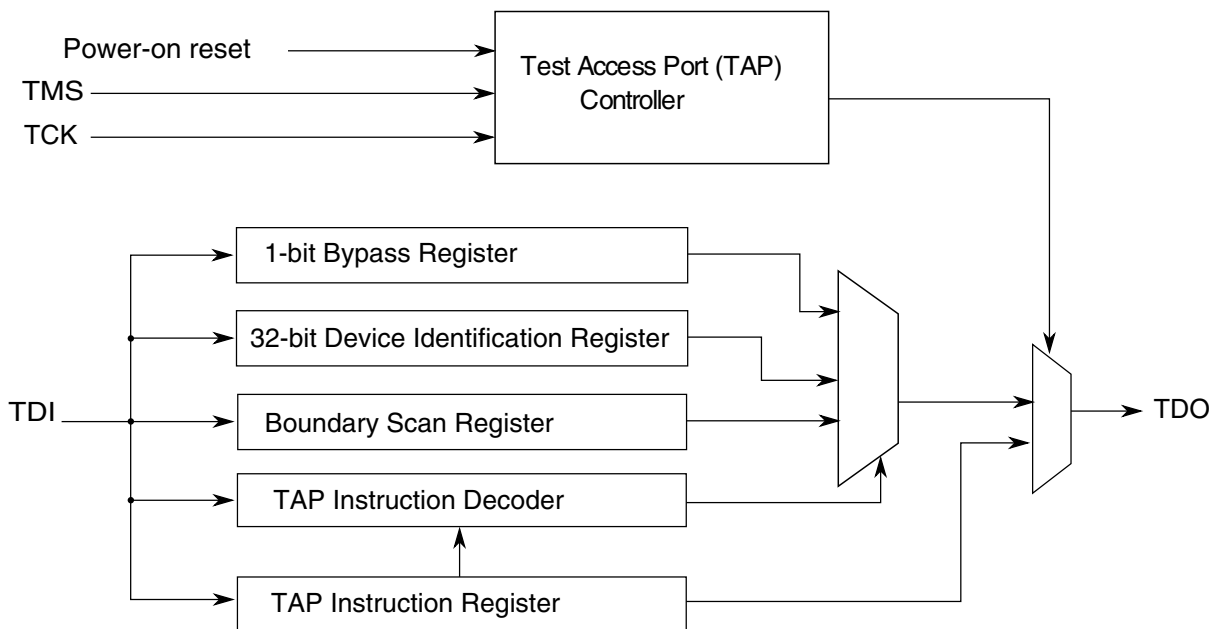 Power-on reset
TMS
TCK
Test Access Port (TAP)
Controller
1-bit Bypass Register
32-bit Device Identification Register
TDI
Boundary Scan Register
TDO
TAP Instruction Decoder
TAP Instruction Register